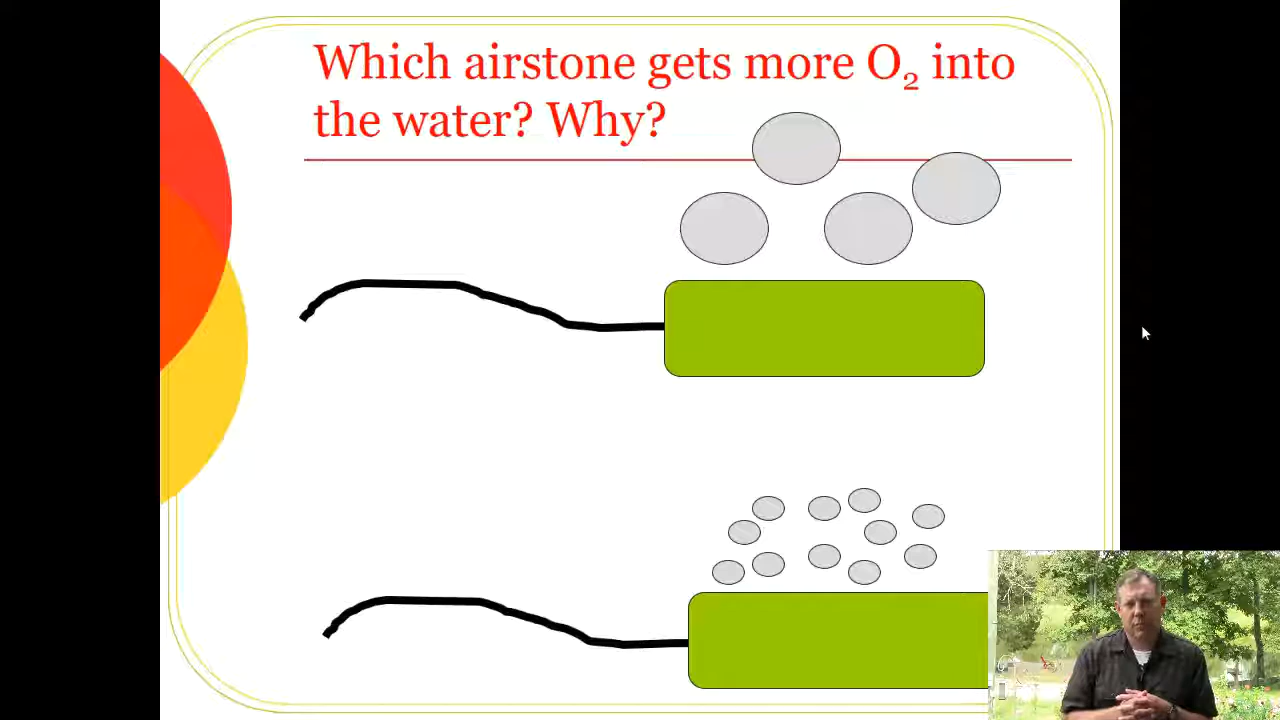 Which airstone gets more O₂ into
the water? Why?